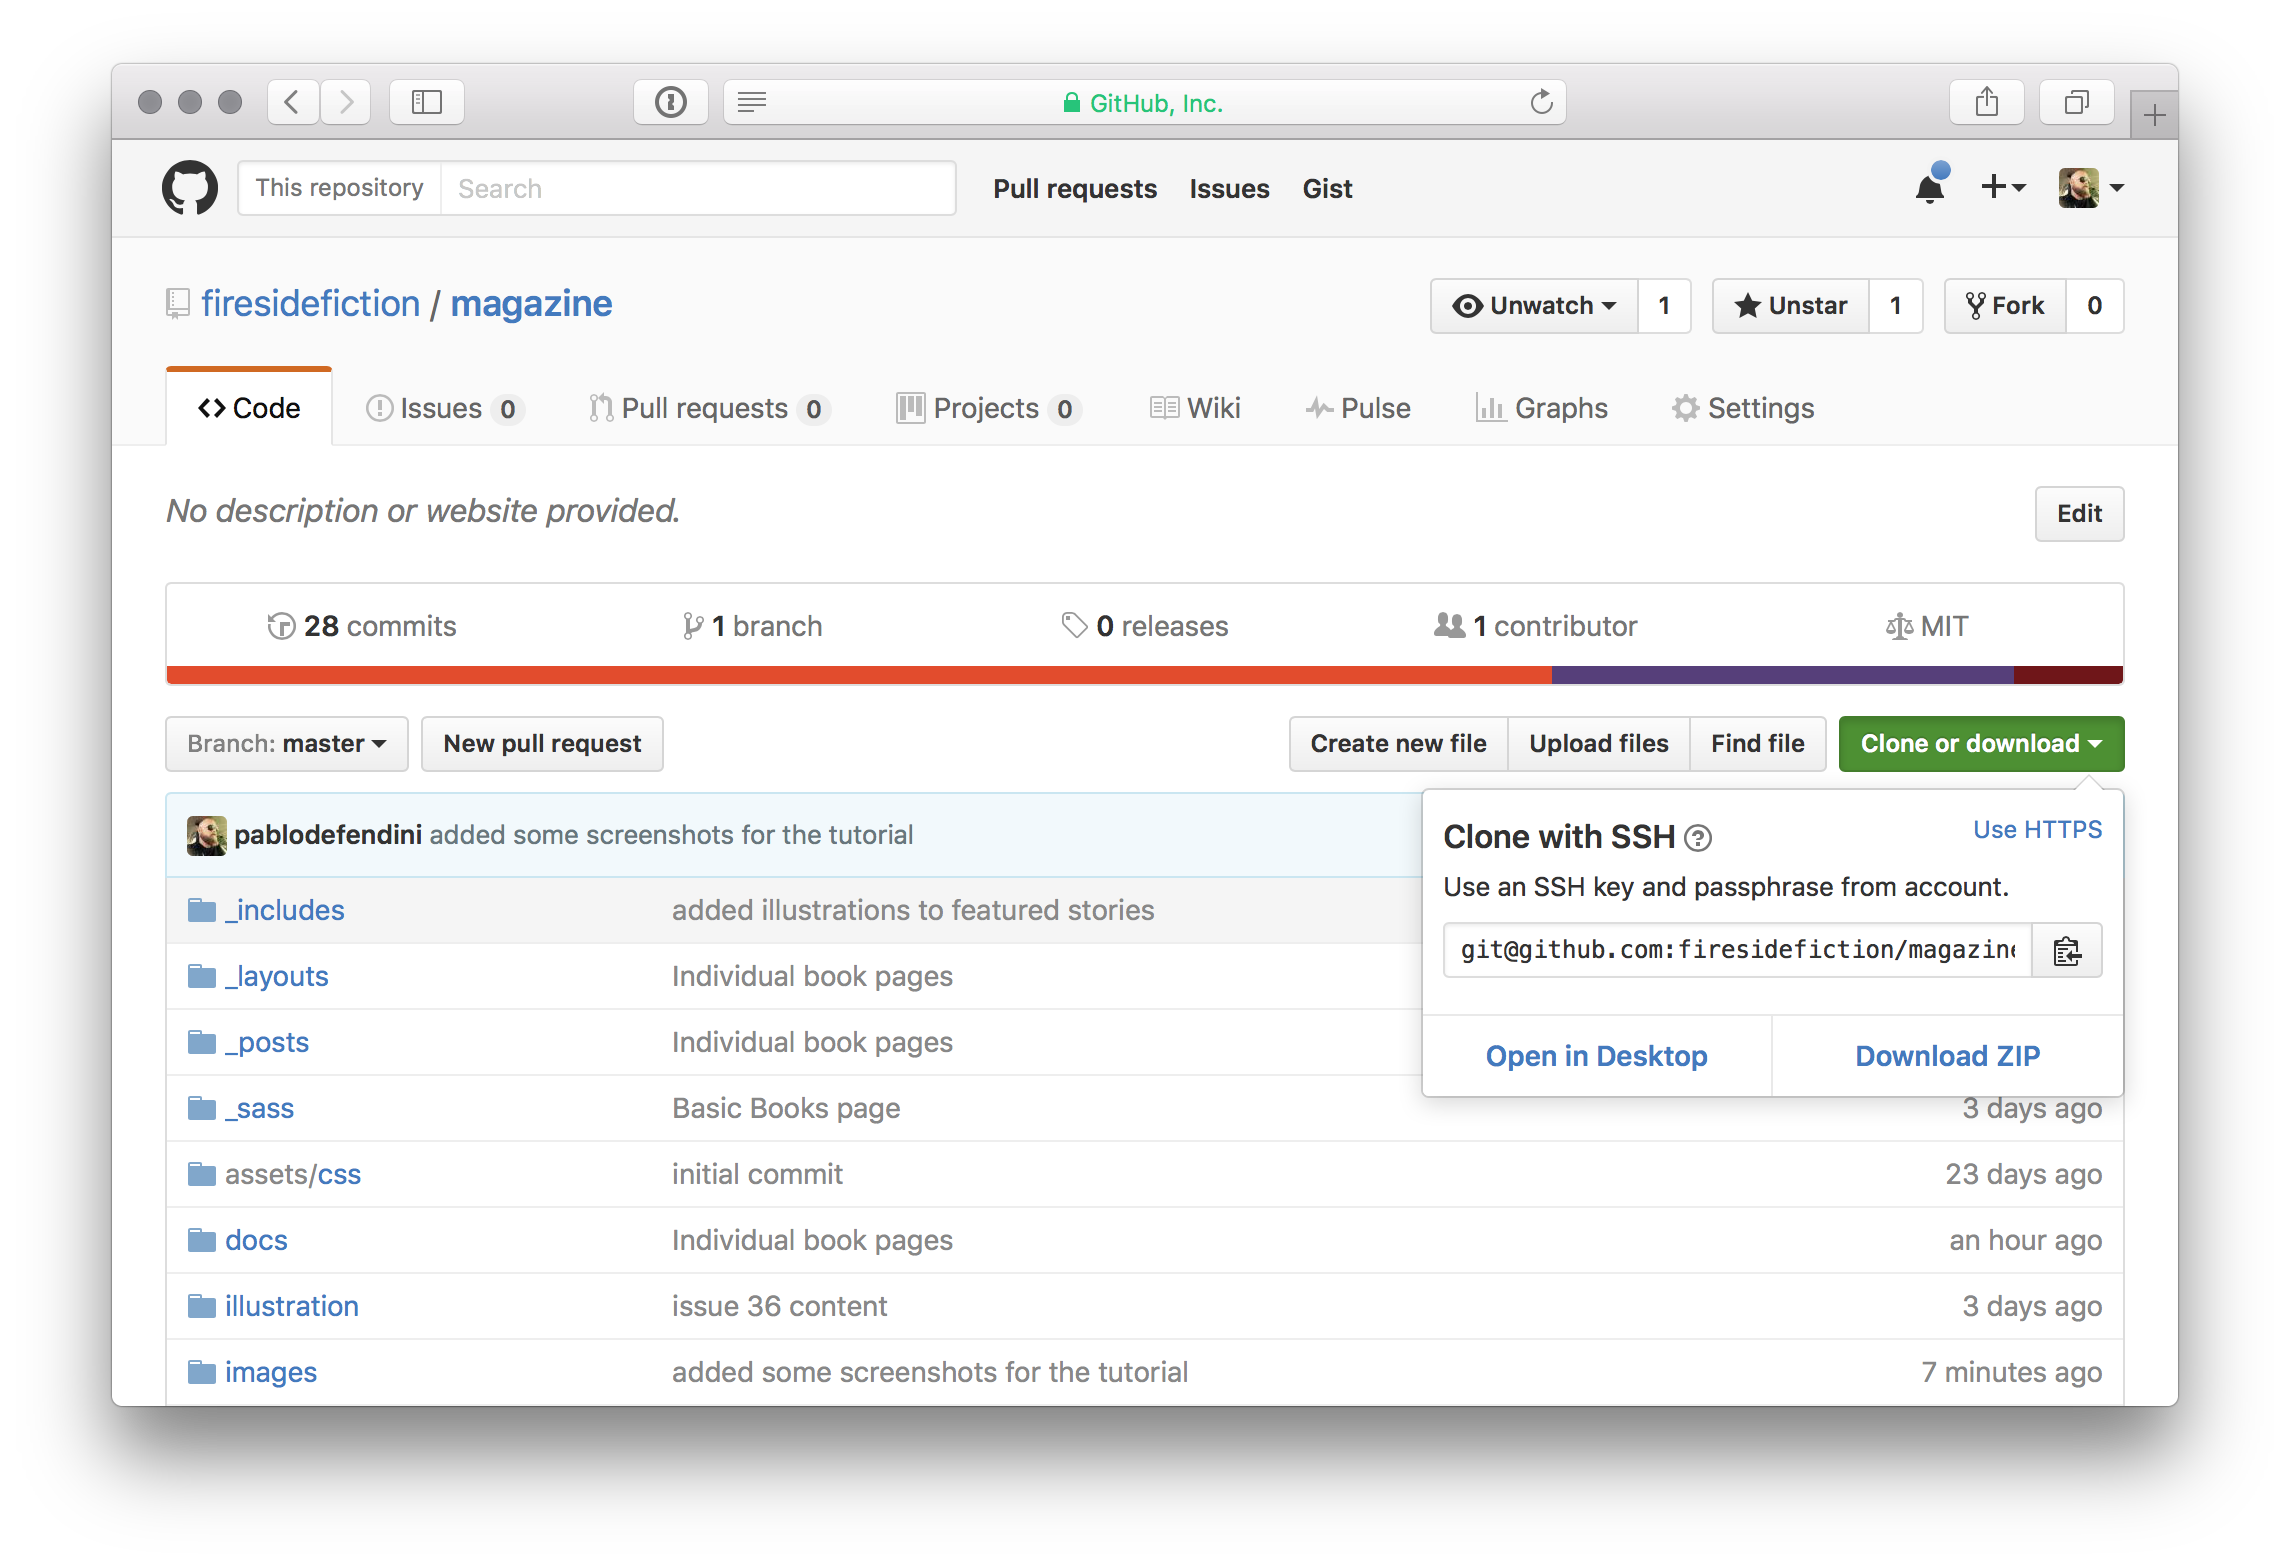 GitHub, Inc.
This repository Search Pull requests Issues Gist
firesidefiction / magazine Unwatch 1 Unstar 1 Fork 0
Code Issues 0 Pull requests 0 Projects 0 Wiki Pulse Graphs Settings
No description or website provided. Edit
28 commits 1 branch 0 releases 1 contributor MIT
Branch: master New pull request Create new file Upload files Find file Clone or download
pablodefendini added some screenshots for the tutorial
Clone with SSH Use HTTPS
Use an SSH key and passphrase from account.
git@github.com:firesidefiction/magazine
Open in Desktop Download ZIP
_includes added illustrations to featured stories
_layouts Individual book pages
_posts Individual book pages
_sass Basic Books page 3 days ago
assets/css initial commit 23 days ago
docs Individual book pages an hour ago
illustration issue 36 content 3 days ago
images added some screenshots for the tutorial 7 minutes ago